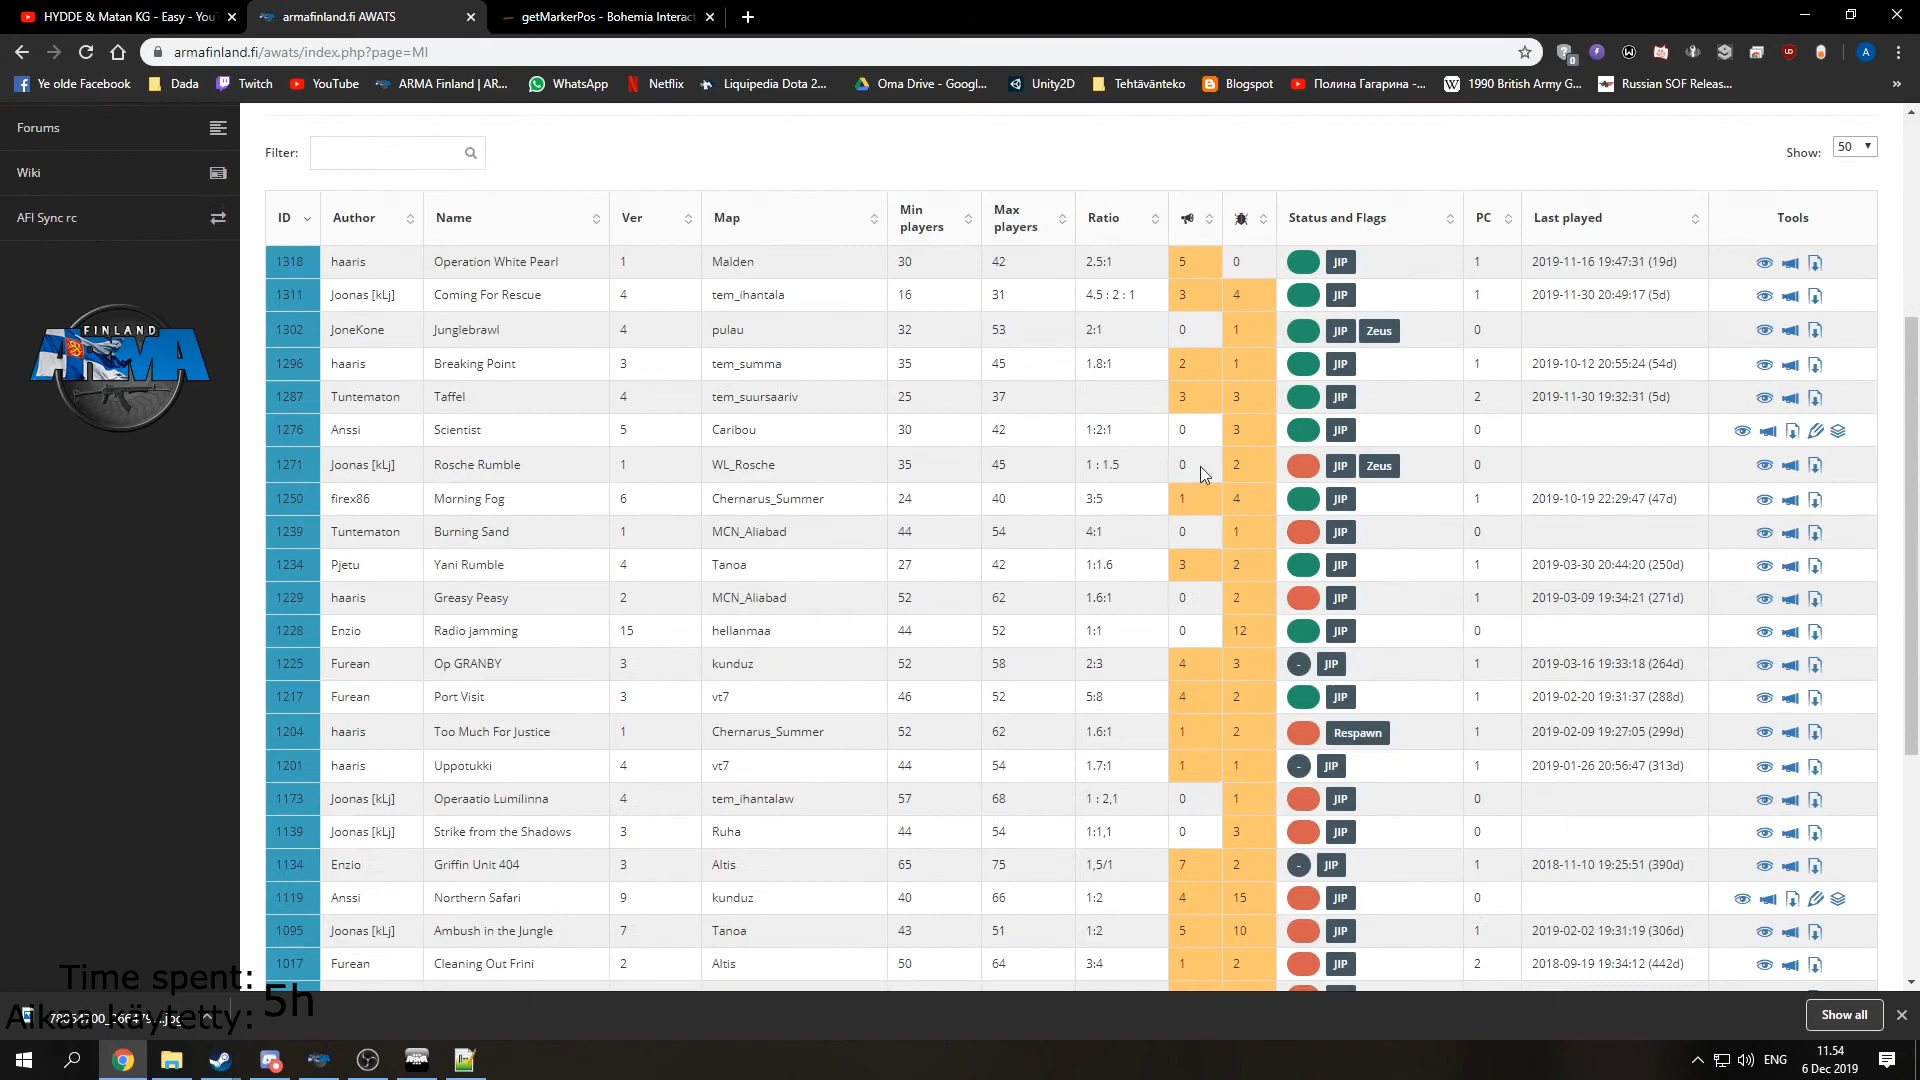 HYDDE & Matan KG - Easy - You
armafinland.fi AWATS
getMarkerPos - Bohemia Interact
armafinland.fi/awats/index.php?page=MI
Ye olde Facebook Dada Twitch YouTube ARMA Finland | AR... WhatsApp Netflix Liquipedia Dota 2... Oma Drive - Googl... Unity2D Tehtävänteko Blogspot Полина Гагарина -... 1990 British Army G... Russian SOF Releas... »
Forums
Wiki
AFI Sync rc
FINLAND
ARMA
Filter:
Show: 50
ID Author Name Ver Map Min players Max players Ratio Status and Flags PC Last played Tools
1318 haaris Operation White Pearl 1 Malden 30 42 2.5:1 5 0 JIP 1 2019-11-16 19:47:31 (19d)
1311 Joonas [kLj] Coming For Rescue 4 tem_ihantala 16 31 4.5 : 2 : 1 3 4 JIP 1 2019-11-30 20:49:17 (5d)
1302 JoneKone Junglebrawl 4 pulau 32 53 2:1 0 1 JIP Zeus 0
1296 haaris Breaking Point 3 tem_summa 35 45 1.8:1 2 1 JIP 1 2019-10-12 20:55:24 (54d)
1287 Tuntematon Taffel 4 tem_suursaariv 25 37 3 3 JIP 2 2019-11-30 19:32:31 (5d)
1276 Anssi Scientist 5 Caribou 30 42 1:2:1 0 3 JIP 0
1271 Joonas [kLj] Rosche Rumble 1 WL_Rosche 35 45 1 : 1.5 0 2 JIP Zeus 0
1250 firex86 Morning Fog 6 Chernarus_Summer 24 40 3:5 1 4 JIP 1 2019-10-19 22:29:47 (47d)
1239 Tuntematon Burning Sand 1 MCN_Aliabad 44 54 4:1 0 1 JIP 0
1234 Pjetu Yani Rumble 4 Tanoa 27 42 1:1.6 3 2 JIP 1 2019-03-30 20:44:20 (250d)
1229 haaris Greasy Peasy 2 MCN_Aliabad 52 62 1.6:1 0 2 JIP 1 2019-03-09 19:34:21 (271d)
1228 Enzio Radio jamming 15 hellanmaa 44 52 1:1 0 12 JIP 0
1225 Furean Op GRANBY 3 kunduz 52 58 2:3 4 3 - JIP 1 2019-03-16 19:33:18 (264d)
1217 Furean Port Visit 3 vt7 46 52 5:8 4 2 JIP 1 2019-02-20 19:31:37 (288d)
1204 haaris Too Much For Justice 1 Chernarus_Summer 52 62 1.6:1 1 2 Respawn 1 2019-02-09 19:27:05 (299d)
1201 haaris Uppotukki 4 vt7 44 54 1.7:1 1 1 - JIP 1 2019-01-26 20:56:47 (313d)
1173 Joonas [kLj] Operaatio Lumilinna 4 tem_ihantalaw 57 68 1 : 2,1 0 1 JIP 0
1139 Joonas [kLj] Strike from the Shadows 3 Ruha 44 54 1:1,1 0 3 JIP 0
1134 Enzio Griffin Unit 404 3 Altis 65 75 1,5/1 7 2 - JIP 1 2018-11-10 19:25:51 (390d)
1119 Anssi Northern Safari 9 kunduz 40 66 1:2 4 15 JIP 0
1095 Joonas [kLj] Ambush in the Jungle 7 Tanoa 43 51 1:2 5 10 JIP 1 2019-02-02 19:31:19 (306d)
1017 Furean Cleaning Out Frini 2 Altis 50 64 3:4 1 2 JIP 2 2018-09-19 19:34:12 (442d)
Time spent: 5h
Aikaa käytetty:
Show all
ENG
11.54
6 Dec 2019